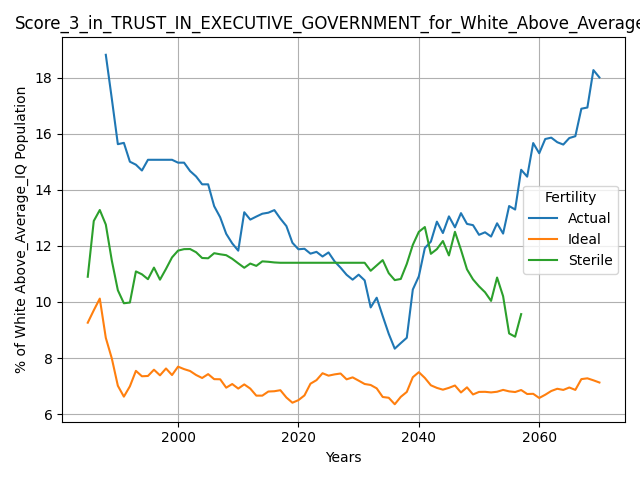 Score_3_in_TRUST_IN_EXECUTIVE_GOVERNMENT_for_White_Above_Average
% of White Above_Average_IQ Population
18
16
14
12
10
8
6
Fertility
Actual
Ideal
Sterile
2000 2020 2040 2060
Years